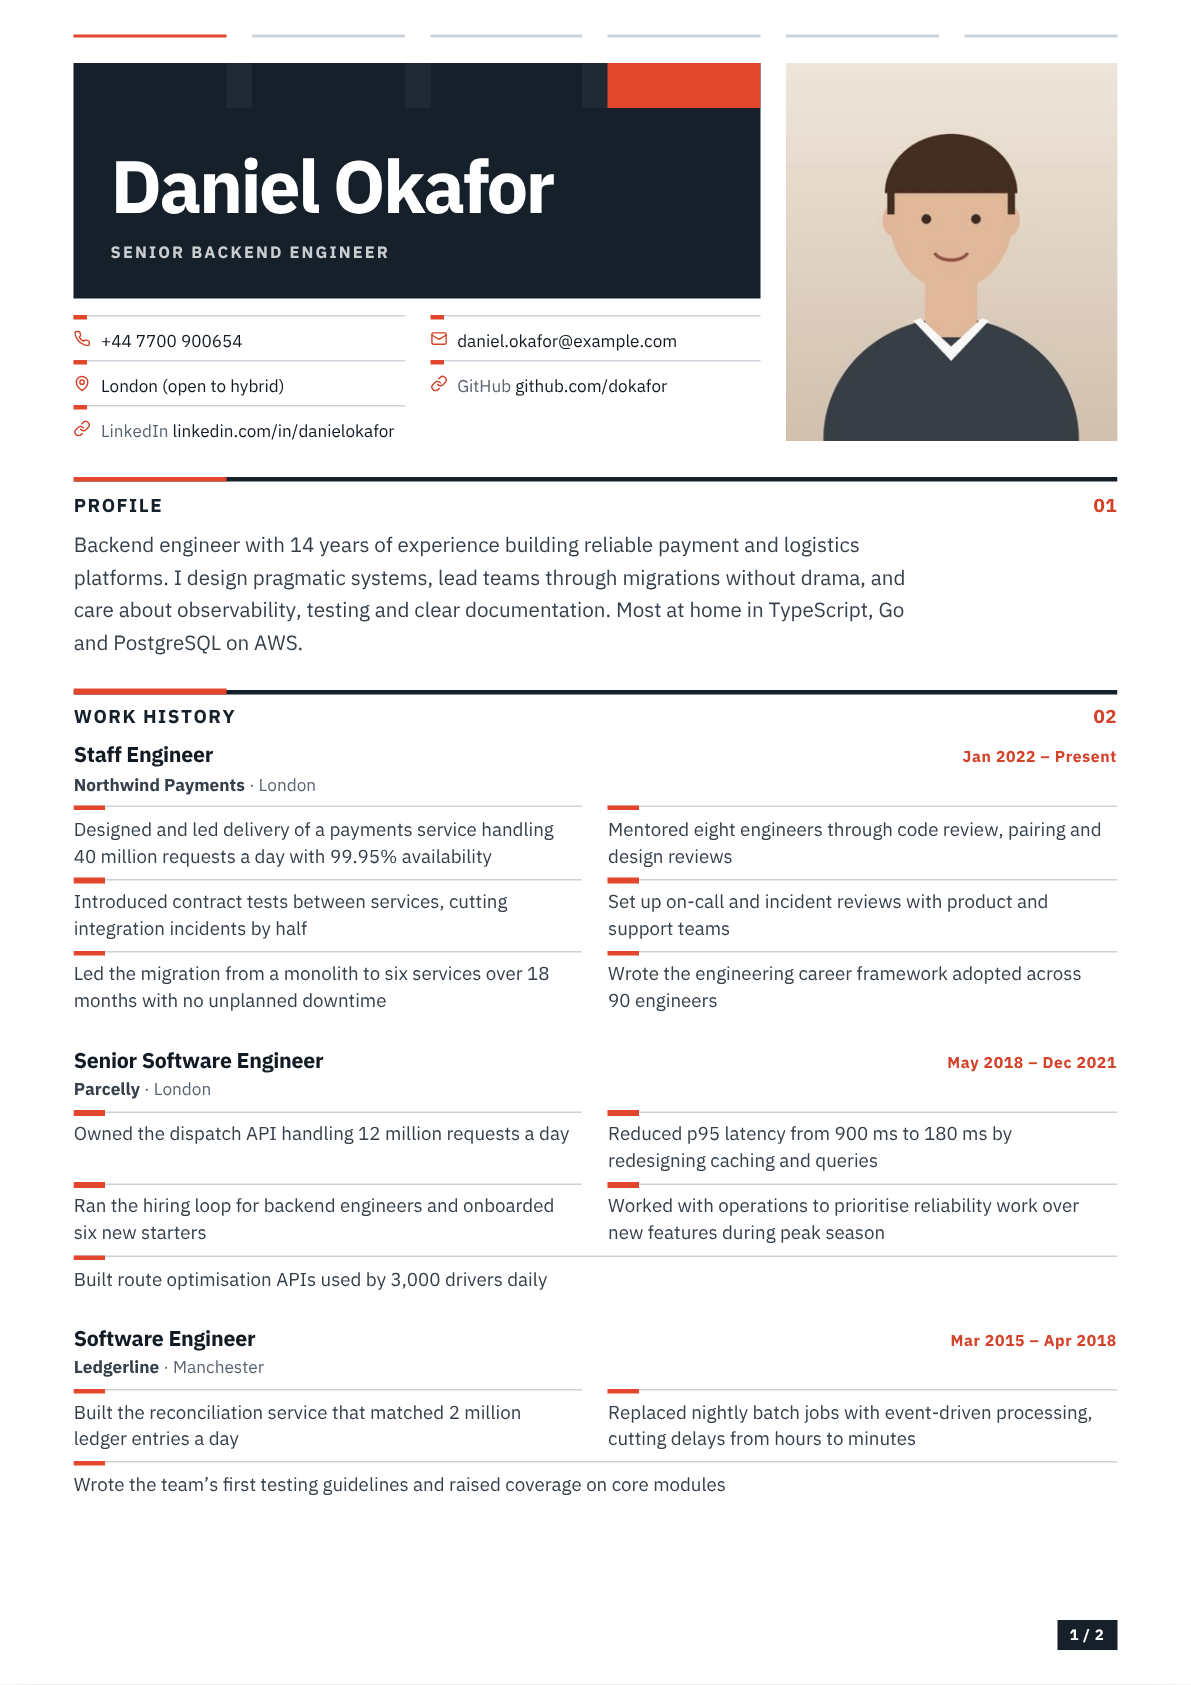 Daniel Okafor
SENIOR BACKEND ENGINEER
+44 7700 900654
daniel.okafor@example.com
London (open to hybrid)
GitHub github.com/dokafor
LinkedIn linkedin.com/in/danielokafor
PROFILE
01
Backend engineer with 14 years of experience building reliable payment and logistics
platforms. I design pragmatic systems, lead teams through migrations without drama, and
care about observability, testing and clear documentation. Most at home in TypeScript, Go
and PostgreSQL on AWS.
WORK HISTORY
02
Staff Engineer
Jan 2022 – Present
Northwind Payments · London
Designed and led delivery of a payments service handling
40 million requests a day with 99.95% availability
Mentored eight engineers through code review, pairing and
design reviews
Introduced contract tests between services, cutting
integration incidents by half
Set up on-call and incident reviews with product and
support teams
Led the migration from a monolith to six services over 18
months with no unplanned downtime
Wrote the engineering career framework adopted across
90 engineers
Senior Software Engineer
May 2018 – Dec 2021
Parcelly · London
Owned the dispatch API handling 12 million requests a day
Reduced p95 latency from 900 ms to 180 ms by
redesigning caching and queries
Ran the hiring loop for backend engineers and onboarded
six new starters
Worked with operations to prioritise reliability work over
new features during peak season
Built route optimisation APIs used by 3,000 drivers daily
Software Engineer
Mar 2015 – Apr 2018
Ledgerline · Manchester
Built the reconciliation service that matched 2 million
ledger entries a day
Replaced nightly batch jobs with event-driven processing,
cutting delays from hours to minutes
Wrote the team’s first testing guidelines and raised coverage on core modules
1 / 2